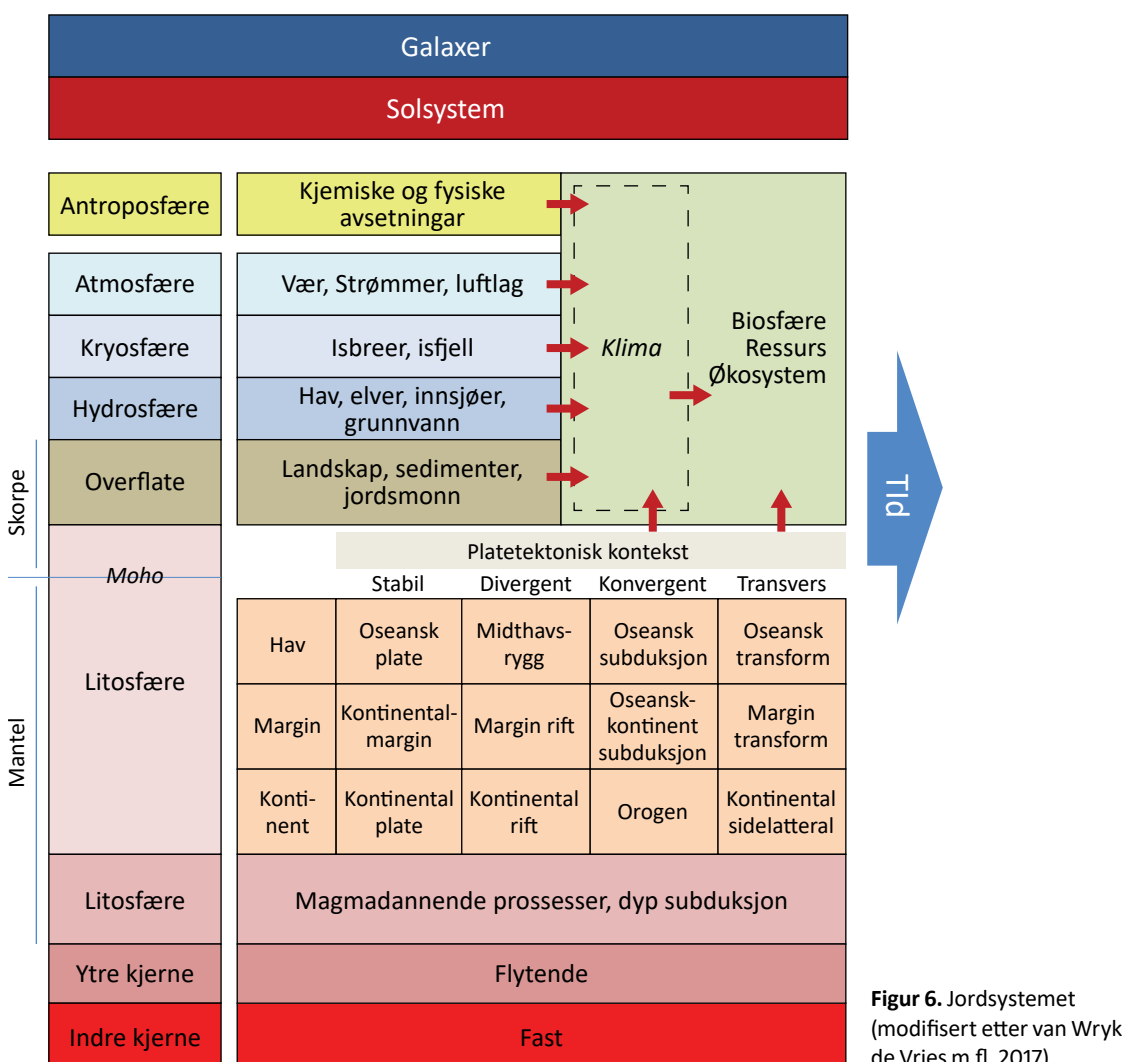 Galaxer
Solsystem
Antroposfære
Kjemiske og fysiske
avsetningar
Atmosfære
Vær, Strømmer, luftlag
Kryosfære
Isbreer, isfjell
Hydrosfære
Hav, elver, innsjøer,
grunnvann
Overflate
Landskap, sedimenter,
jordsmonn
Klima
Biosfære
Ressurs
Økosystem
TId
Skorpe
Mantel
Moho
Platetektonisk kontekst
Stabil
Divergent
Konvergent
Transvers
Litosfære
Hav
Oseansk
plate
Midthavs-
rygg
Oseansk
subduksjon
Oseansk
transform
Margin
Kontinental-
margin
Margin rift
Oseansk-
kontinent
subduksjon
Margin
transform
Konti-
nent
Kontinental
plate
Kontinental
rift
Orogen
Kontinental
sidelatteral
Litosfære
Magmadannende prossesser, dyp subduksjon
Ytre kjerne
Flytende
Indre kjerne
Fast
Figur 6. Jordsystemet
(modifisert etter van Wryk
de Vries m.fl. 2017)